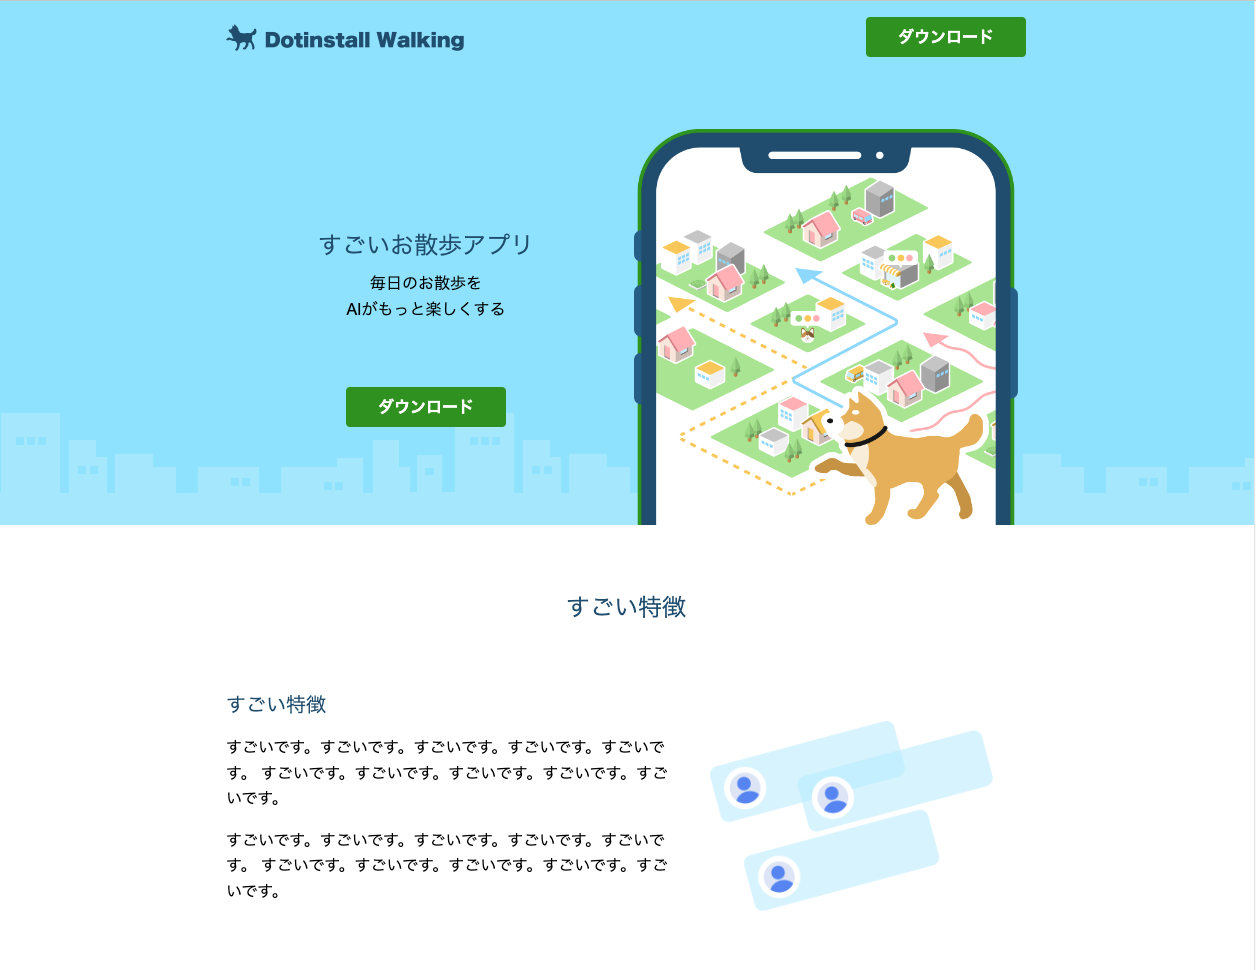 Dotinstall Walking
ダウンロード
すごいお散歩アプリ
毎日のお散歩を
AIがもっと楽しくする
ダウンロード
すごい特徴
すごい特徴
すごいです。すごいです。すごいです。すごいです。すごいで
す。 すごいです。すごいです。すごいです。すごいです。すご
いです。
すごいです。すごいです。すごいです。すごいです。すごいで
す。 すごいです。すごいです。すごいです。すごいです。すご
いです。